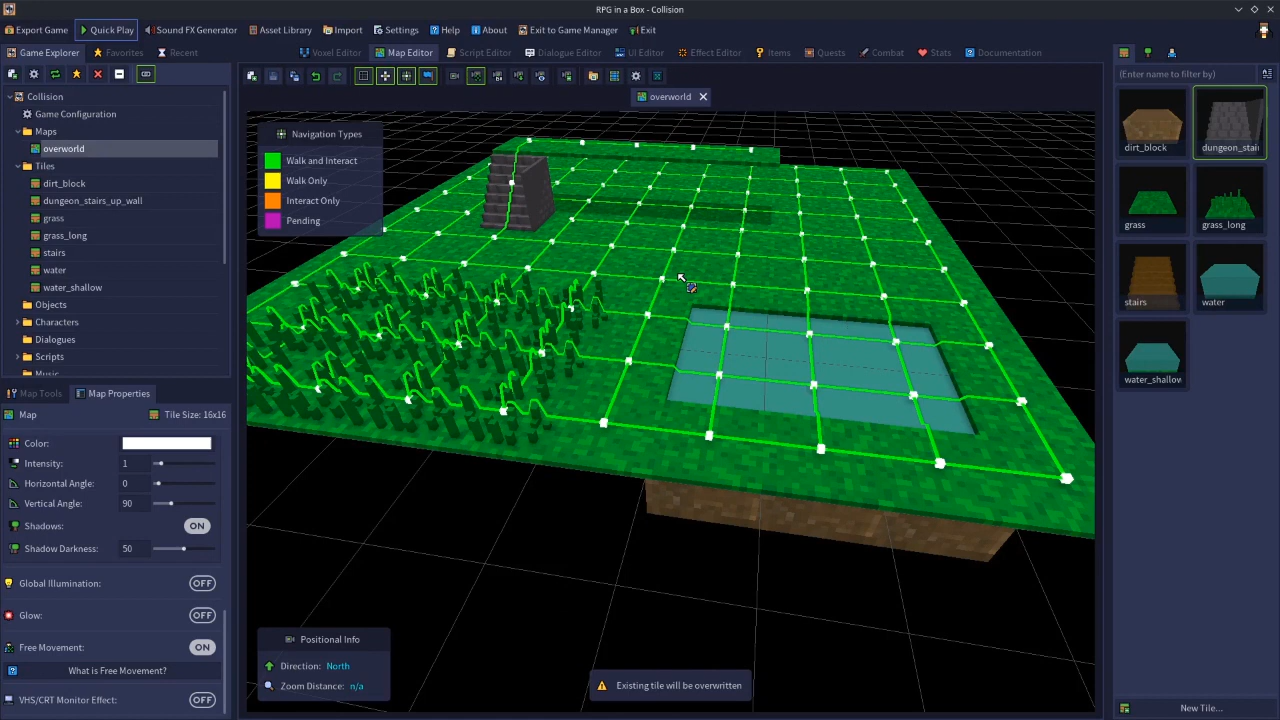 RPG in a Box - Collision
Export Game
Quick Play
Sound FX Generator
Asset Library
Import
Settings
Help
About
Exit to Game Manager
Exit
Game Explorer
Favorites
Recent
Voxel Editor
Map Editor
Script Editor
Dialogue Editor
UI Editor
Effect Editor
Items
Quests
Combat
Stats
Documentation
(Enter name to filter by)
overworld
Collision
Game Configuration
Maps
overworld
Tiles
dirt_block
dungeon_stairs_up_wall
grass
grass_long
stairs
water
water_shallow
Objects
Characters
Dialogues
Scripts
Music
Navigation Types
Walk and Interact
Walk Only
Interact Only
Pending
dirt_block
dungeon_stair
grass
grass_long
stairs
water
water_shallow
Map Tools
Map Properties
Map
Tile Size: 16x16
Color:
Intensity: 1
Horizontal Angle: 0
Vertical Angle: 90
Shadows: ON
Shadow Darkness: 50
Global Illumination: OFF
Glow: OFF
Free Movement: ON
What is Free Movement?
VHS/CRT Monitor Effect: OFF
Positional Info
Direction: North
Zoom Distance: n/a
Existing tile will be overwritten
New Tile...